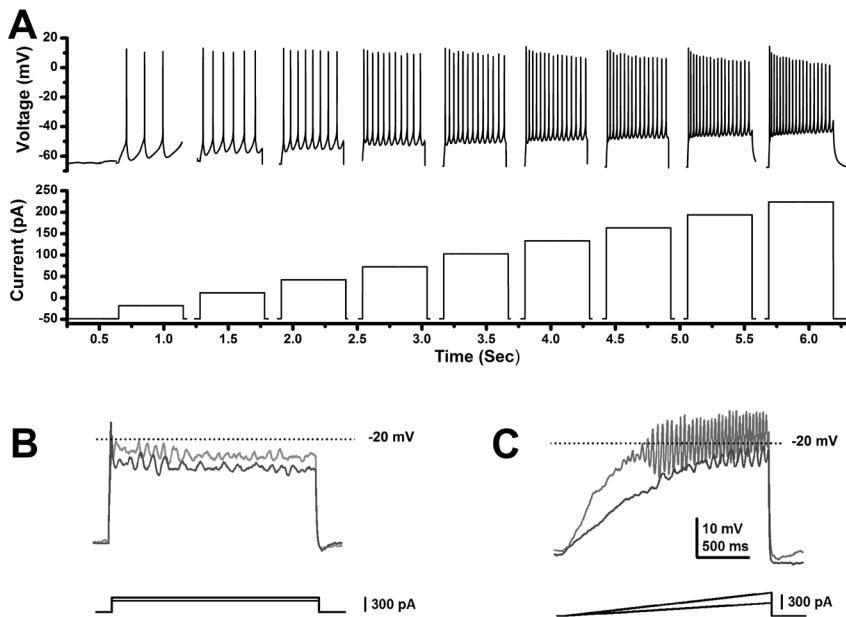 A
Voltage (mV)
20
0
-20
-40
-60
Current (pA)
250
200
150
100
50
0
-50
0.5 1.0 1.5 2.0 2.5 3.0 3.5 4.0 4.5 5.0 5.5 6.0
Time (Sec)
B
-20 mV
300 pA
C
-20 mV
10 mV
500 ms
300 pA